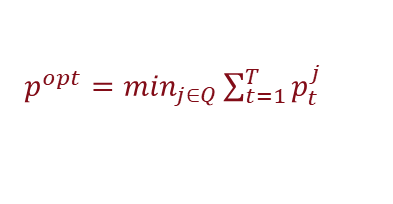 p^{opt} = min_{j∈Q} ∑_{t=1}^{T} p_t^j